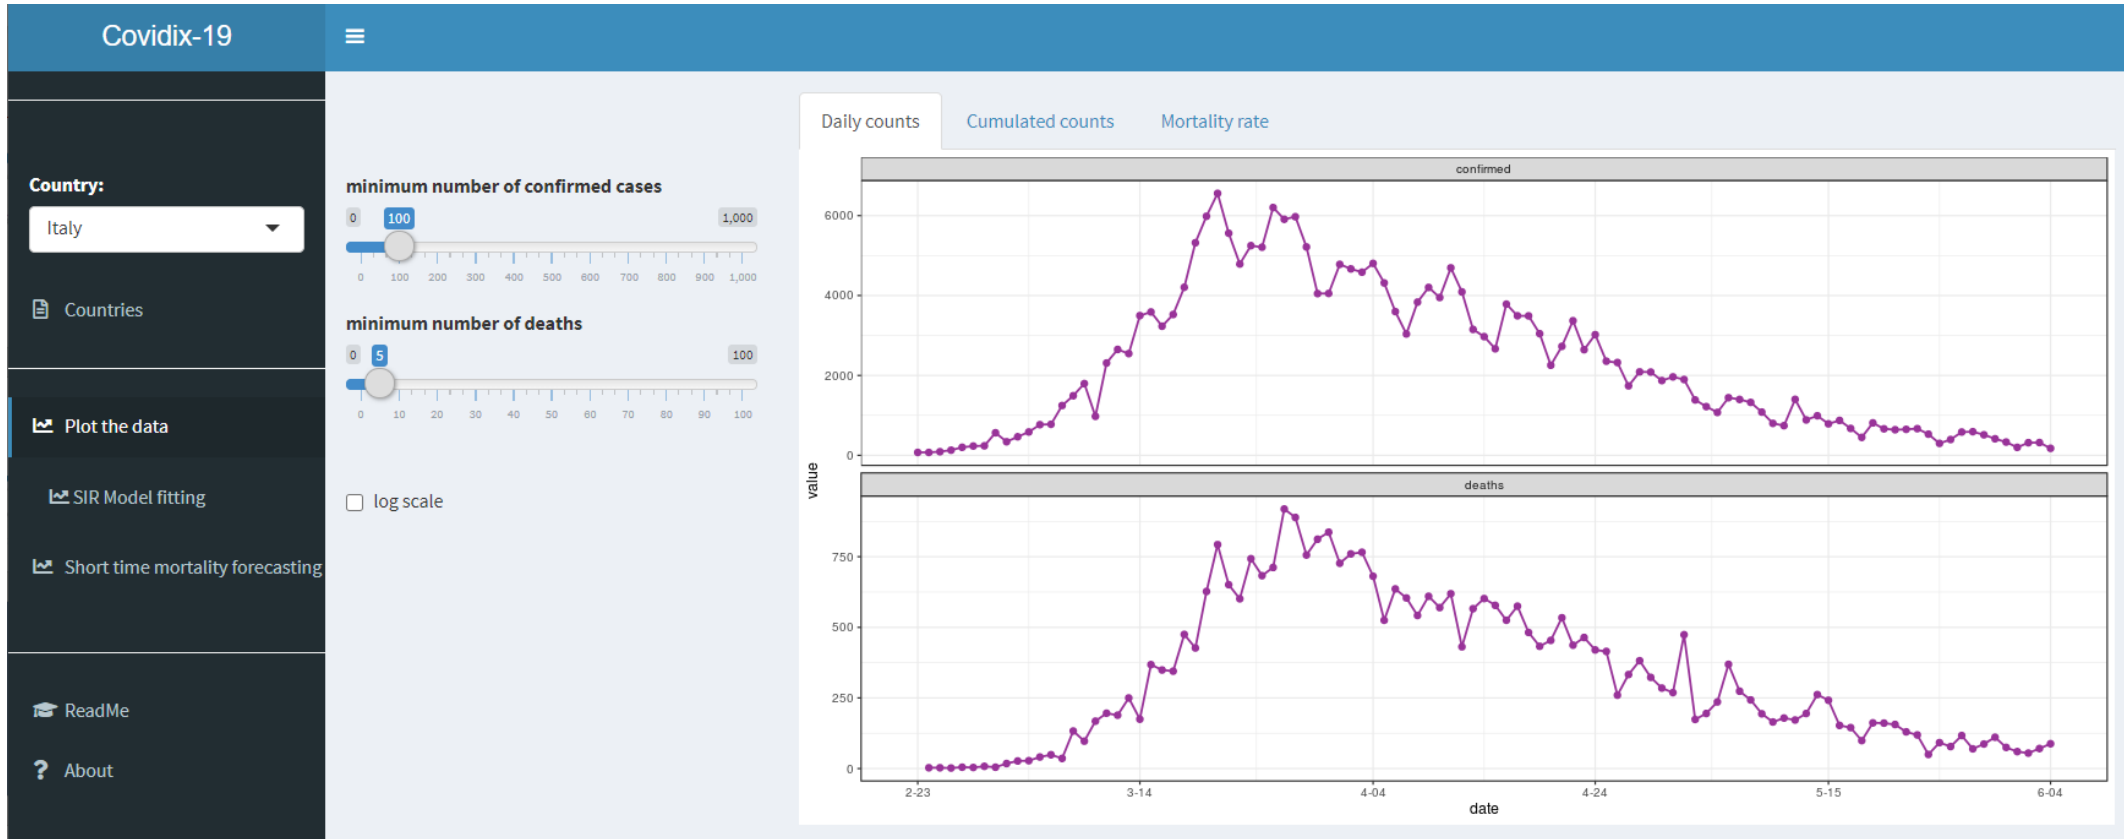 Covidix-19
Country:
Italy
Countries
Plot the data
SIR Model fitting
Short time mortality forecasting
ReadMe
About
minimum number of confirmed cases
0 100 1,000
0 100 200 300 400 500 600 700 800 900 1,000
minimum number of deaths
0 5 100
0 10 20 30 40 50 60 70 80 90 100
log scale
Daily counts Cumulated counts Mortality rate
confirmed
6000
4000
2000
0
value
deaths
750
500
250
0
2-23 3-14 4-04 4-24 5-15 6-04
date